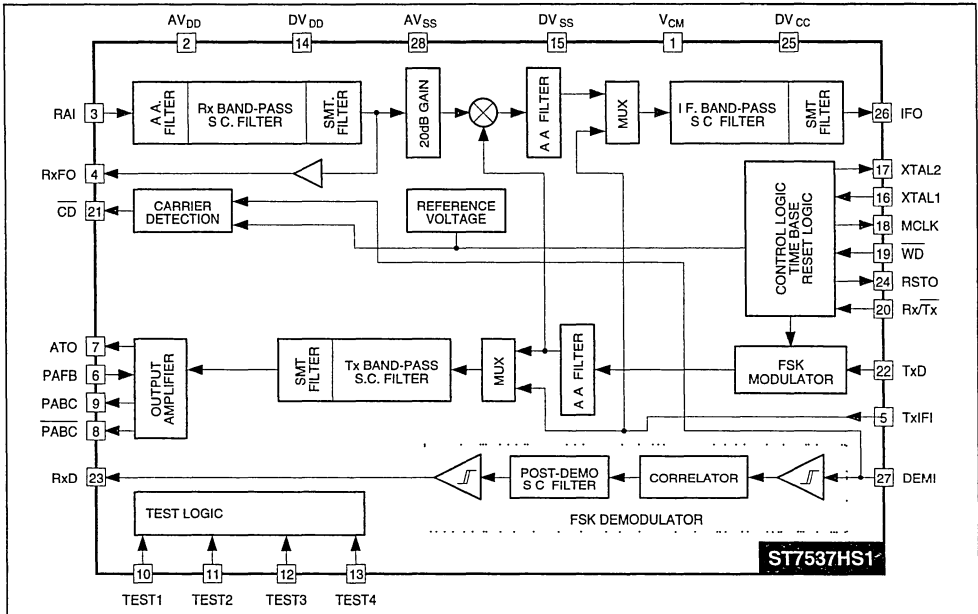 AVDD DVDD AVSS DVSS VCM DVCC
2 14 28 15 1 25
RAI 3
A.A. FILTER
Rx BAND-PASS
S C. FILTER
SMT. FILTER
20dB GAIN
A A FILTER
MUX
I F. BAND-PASS
S C FILTER
SMT FILTER
26 IFO
RxFO 4
CD 21
CARRIER
DETECTION
REFERENCE
VOLTAGE
CONTROL LOGIC
TIME BASE
RESET LOGIC
17 XTAL2
16 XTAL1
18 MCLK
19 WD
24 RSTO
20 Rx/Tx
ATO 7
PAFB 6
PABC 9
PABC 8
OUTPUT
AMPLIFIER
SMT
FILTER
Tx BAND-PASS
S.C. FILTER
MUX
A A FILTER
FSK
MODULATOR
22 TxD
5 TxIFI
RxD 23
POST-DEMO
S C FILTER
CORRELATOR
27 DEMI
FSK DEMODULATOR
TEST LOGIC
ST7537HS1
10 11 12 13
TEST1 TEST2 TEST3 TEST4